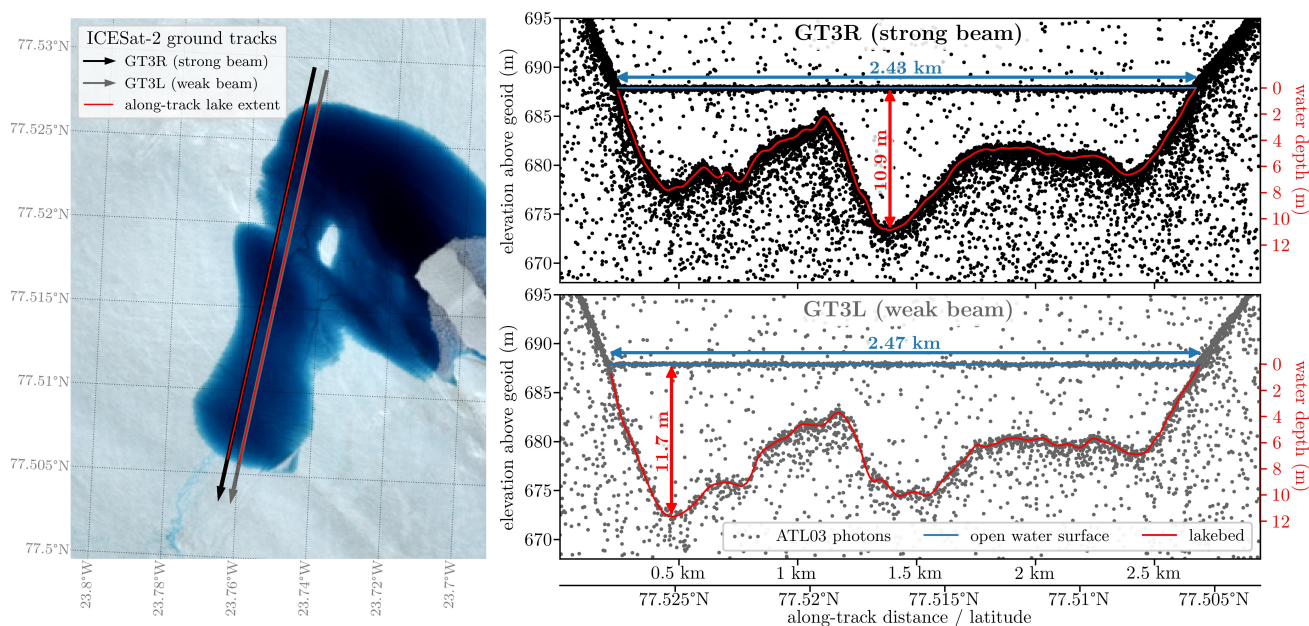 ICESat-2 ground tracks
GT3R (strong beam)
GT3L (weak beam)
along-track lake extent
77.53°N
77.525°N
77.52°N
77.515°N
77.51°N
77.505°N
77.5°N
23.8°W
23.78°W
23.76°W
23.74°W
23.72°W
23.7°W
GT3R (strong beam)
2.43 km
10.9 m
elevation above geoid (m)
695
690
685
680
675
670
0
2
4
6
8
10
12
water depth (m)
GT3L (weak beam)
2.47 km
11.7 m
elevation above geoid (m)
695
690
685
680
675
670
0
2
4
6
8
10
12
water depth (m)
ATL03 photons
open water surface
lakebed
0.5 km
1 km
1.5 km
2 km
2.5 km
77.525°N
77.52°N
77.515°N
77.51°N
77.505°N
along-track distance / latitude